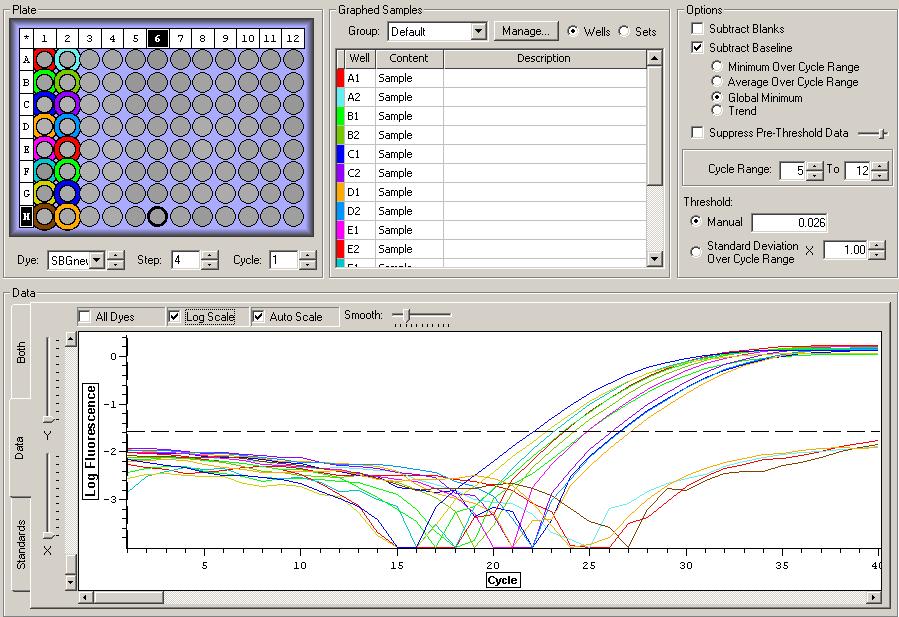 Plate
* 1 2 3 4 5 6 7 8 9 10 11 12
A
B
C
D
E
F
G
H
Dye: SBGnew Step: 4 Cycle: 1
Graphed Samples
Group: Default Manage... Wells Sets
Well Content Description
A1 Sample
A2 Sample
B1 Sample
B2 Sample
C1 Sample
C2 Sample
D1 Sample
D2 Sample
E1 Sample
E2 Sample
F1 Sample
Options
Subtract Blanks
Subtract Baseline
Minimum Over Cycle Range
Average Over Cycle Range
Global Minimum
Trend
Suppress Pre-Threshold Data
Cycle Range: 5 To 12
Threshold:
Manual 0.026
Standard Deviation
Over Cycle Range X 1.00
Data
All Dyes Log Scale Auto Scale Smooth:
Both
Data
Standards
Y
X
Log Fluorescence
0
-1
-2
-3
5 10 15 20 25 30 35 40
Cycle